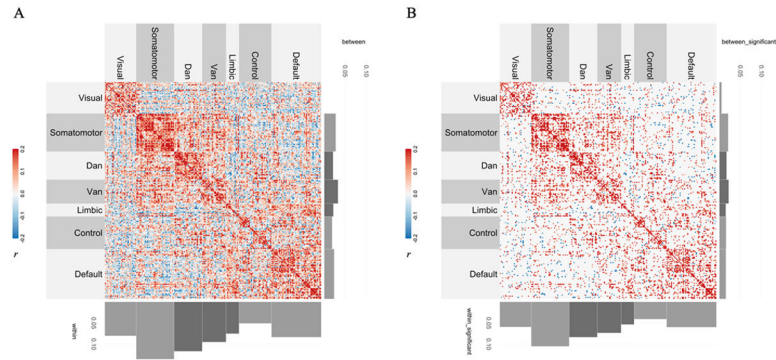 A
Visual
Somatomotor
Dan
Van
Limbic
Control
Default
between
0.05
0.10
Visual
Somatomotor
Dan
Van
Limbic
Control
Default
0.2
0.1
0
-0.1
-0.2
r
within
0.05
0.10
B
Visual
Somatomotor
Dan
Van
Limbic
Control
Default
between_significant
0.05
0.10
Visual
Somatomotor
Dan
Van
Limbic
Control
Default
0.2
0.1
0
-0.1
-0.2
r
within_significant
0.05
0.10